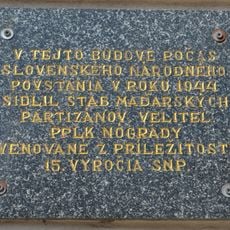 V TEJTO BUDOVE POČAS
SLOVENSKÉHO NÁRODNÉHO
POVSTANIA V ROKU 1944
SÍDLIL ŠTÁB MAĎARSKÝCH
PARTIZÁNOV. VELITEĽ
PPLK NOGRÁDY
VENOVANÉ Z PRÍLEŽITOSTI
15. VÝROČIA SNP